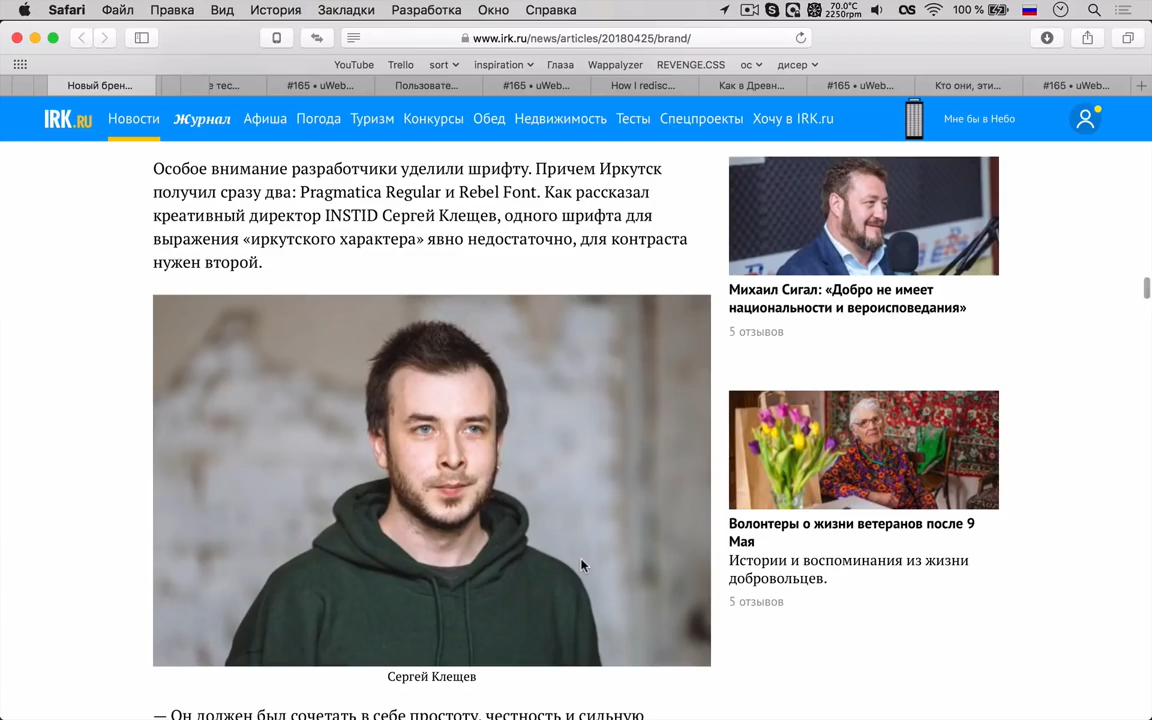 Safari Файл Правка Вид История Закладки Разработка Окно Справка 70.0°C 2250rpm 100 %
www.irk.ru/news/articles/20180425/brand/
YouTube Trello sort inspiration Глаза Wappalyzer REVENGE.CSS ос дисер
Новый брен... е тес... #165 • uWeb... Пользовате... #165 • uWeb... How I redisc... Как в Древн... #165 • uWeb... Кто они, эти... #165 • uWeb...
IRK.RU Новости Журнал Афиша Погода Туризм Конкурсы Обед Недвижимость Тесты Спецпроекты Хочу в IRK.ru Мне бы в Небо
Особое внимание разработчики уделили шрифту. Причем Иркутск
получил сразу два: Pragmatica Regular и Rebel Font. Как рассказал
креативный директор INSTID Сергей Клещев, одного шрифта для
выражения «иркутского характера» явно недостаточно, для контраста
нужен второй.
Сергей Клещев
— Он должен был сочетать в себе простоту, честность и сильную
Михаил Сигал: «Добро не имеет
национальности и вероисповедания»
5 отзывов
Волонтеры о жизни ветеранов после 9
Мая
Истории и воспоминания из жизни
добровольцев.
5 отзывов